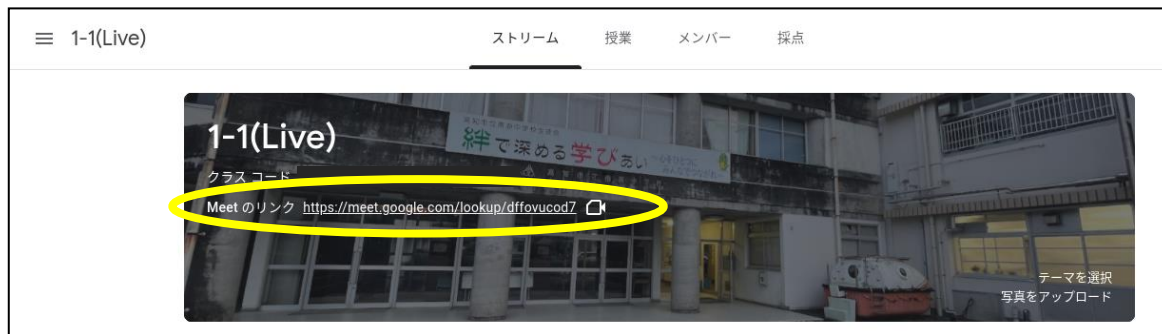 1-1(Live)
ストリーム 授業 メンバー 採点
1-1(Live)
クラス コード
Meet のリンク https://meet.google.com/lookup/dffovucod7
絆で深める学びあい
テーマを選択
写真をアップロード